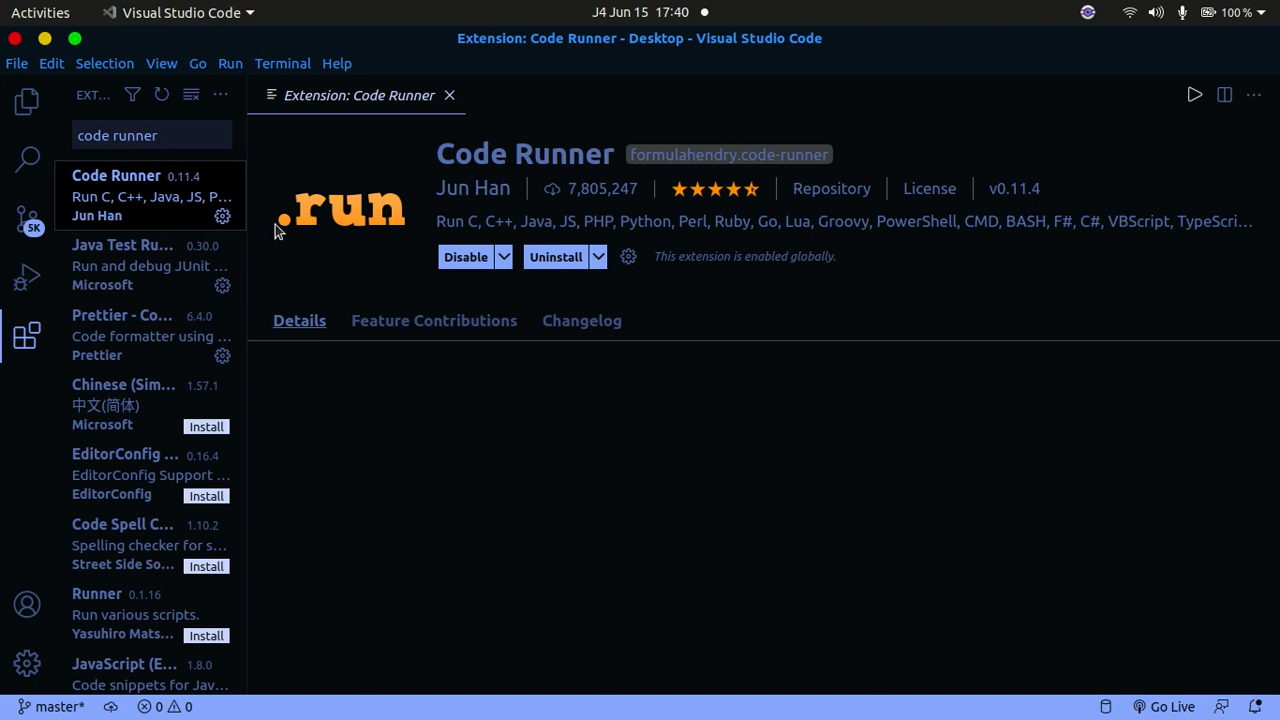 Activities
Visual Studio Code
J4 Jun 15 17:40
100 %
Extension: Code Runner - Desktop - Visual Studio Code
File Edit Selection View Go Run Terminal Help
EXT...
Extension: Code Runner
code runner
Code Runner 0.11.4
Run C, C++, Java, JS, P...
Jun Han
5K
Java Test Ru... 0.30.0
Run and debug JUnit ...
Microsoft
Prettier - Co... 6.4.0
Code formatter using ...
Prettier
Chinese (Sim... 1.57.1
中文(简体)
Microsoft
Install
EditorConfig ... 0.16.4
EditorConfig Support ...
EditorConfig
Install
Code Spell C... 1.10.2
Spelling checker for s...
Street Side So...
Install
Runner 0.1.16
Run various scripts.
Yasuhiro Mats...
Install
JavaScript (E... 1.8.0
Code snippets for Jav...
.run
Code Runner formulahendry.code-runner
Jun Han 7,805,247 Repository License v0.11.4
Run C, C++, Java, JS, PHP, Python, Perl, Ruby, Go, Lua, Groovy, PowerShell, CMD, BASH, F#, C#, VBScript, TypeScri...
Disable Uninstall This extension is enabled globally.
Details Feature Contributions Changelog
master* 0 0 Go Live